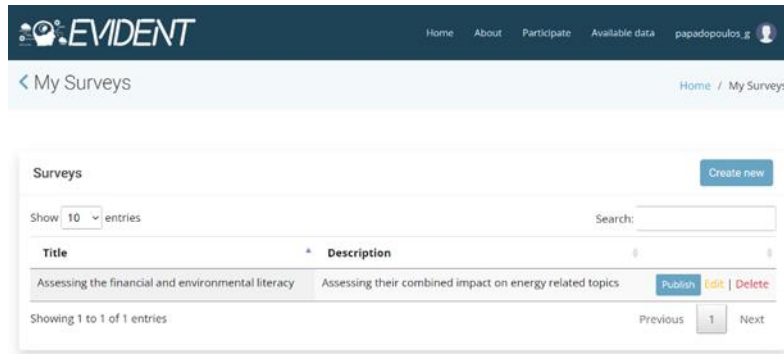 EVIDENT Home About Participate Available data papadopoulos_g
My Surveys Home / My Surveys
Surveys Create new
Show 10 entries Search:
Title Description
Assessing the financial and environmental literacy Assessing their combined impact on energy related topics Publish Edit | Delete
Showing 1 to 1 of 1 entries Previous 1 Next